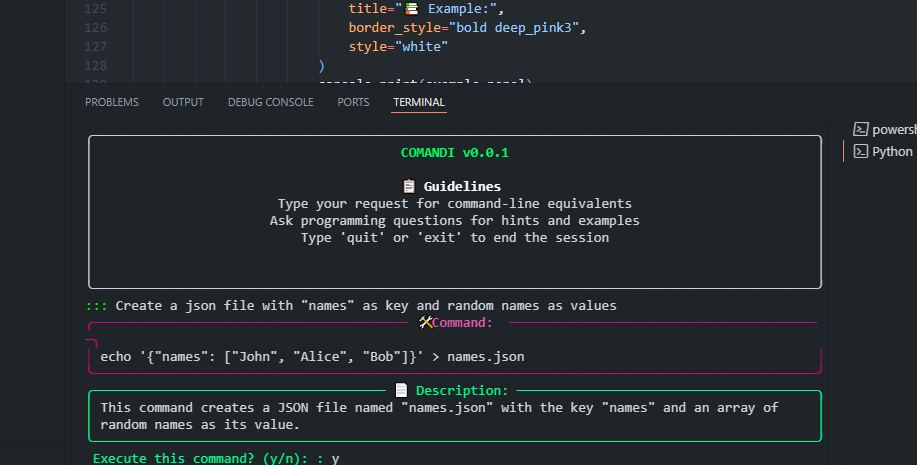 125 title="📚 Example:",
126 border_style="bold deep_pink3",
127 style="white"
128 )
PROBLEMS OUTPUT DEBUG CONSOLE PORTS TERMINAL
powersh
Python
COMANDI v0.0.1
📋 Guidelines
Type your request for command-line equivalents
Ask programming questions for hints and examples
Type 'quit' or 'exit' to end the session
::: Create a json file with "names" as key and random names as values
🛠Command:
echo '{"names": ["John", "Alice", "Bob"]}' > names.json
📄 Description:
This command creates a JSON file named "names.json" with the key "names" and an array of
random names as its value.
Execute this command? (y/n): : y